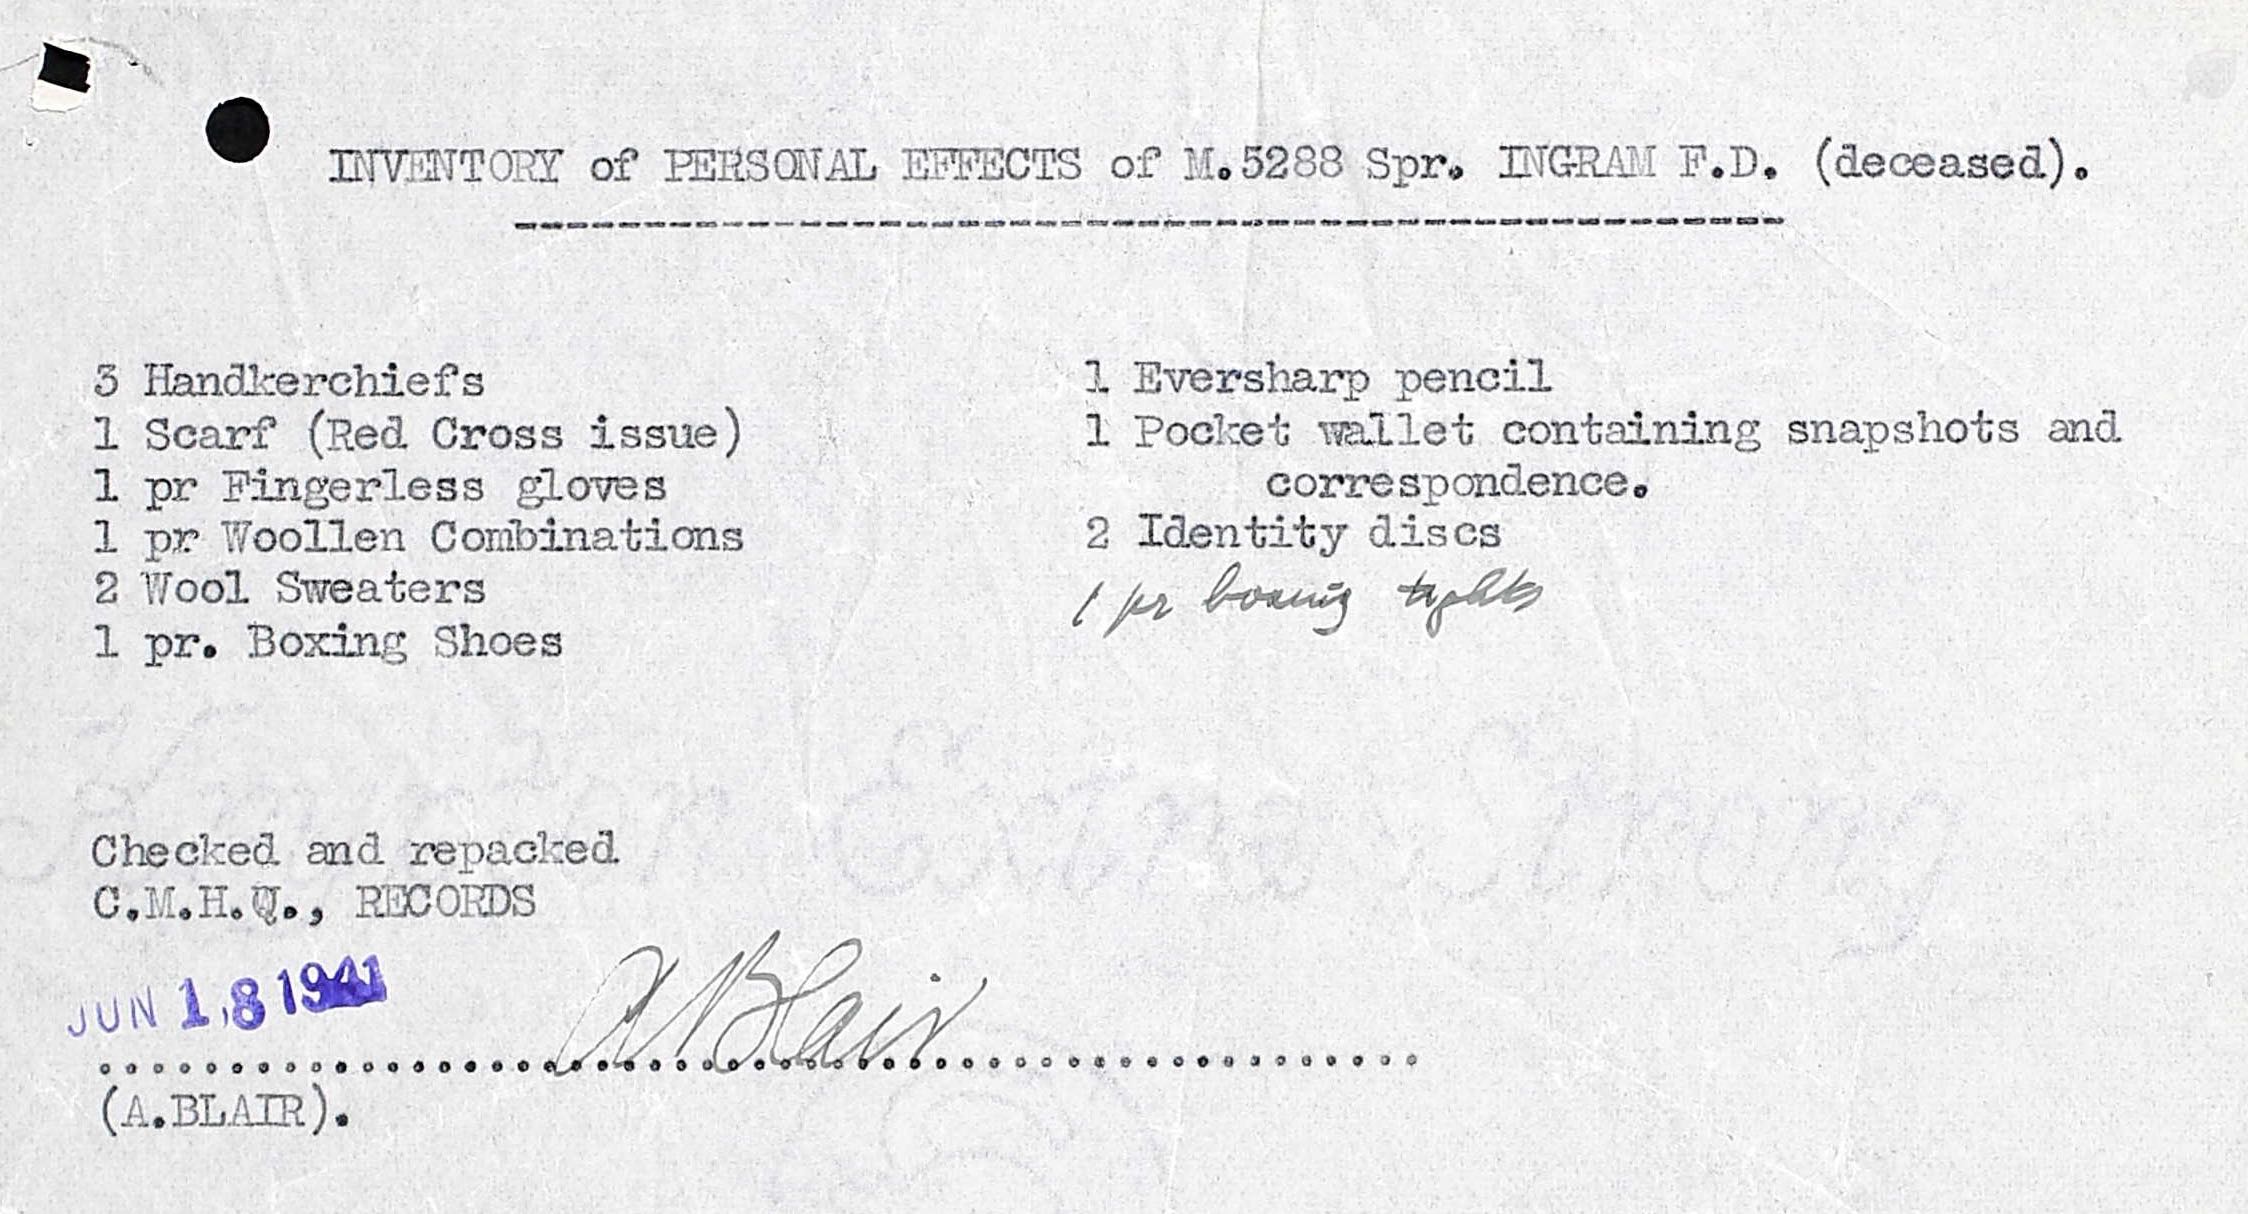 INVENTORY of PERSONAL EFFECTS of M.5288 Spr. INGRAM F.D. (deceased).
3 Handkerchiefs
1 Scarf (Red Cross issue)
1 pr Fingerless gloves
1 pr Woollen Combinations
2 Wool Sweaters
1 pr. Boxing Shoes
1 Eversharp pencil
1 Pocket wallet containing snapshots and
correspondence.
2 Identity discs
1 pr boxing tights
Checked and repacked
C.M.H.Q., RECORDS
JUN 18 1941
A Blair
(A.BLAIR).